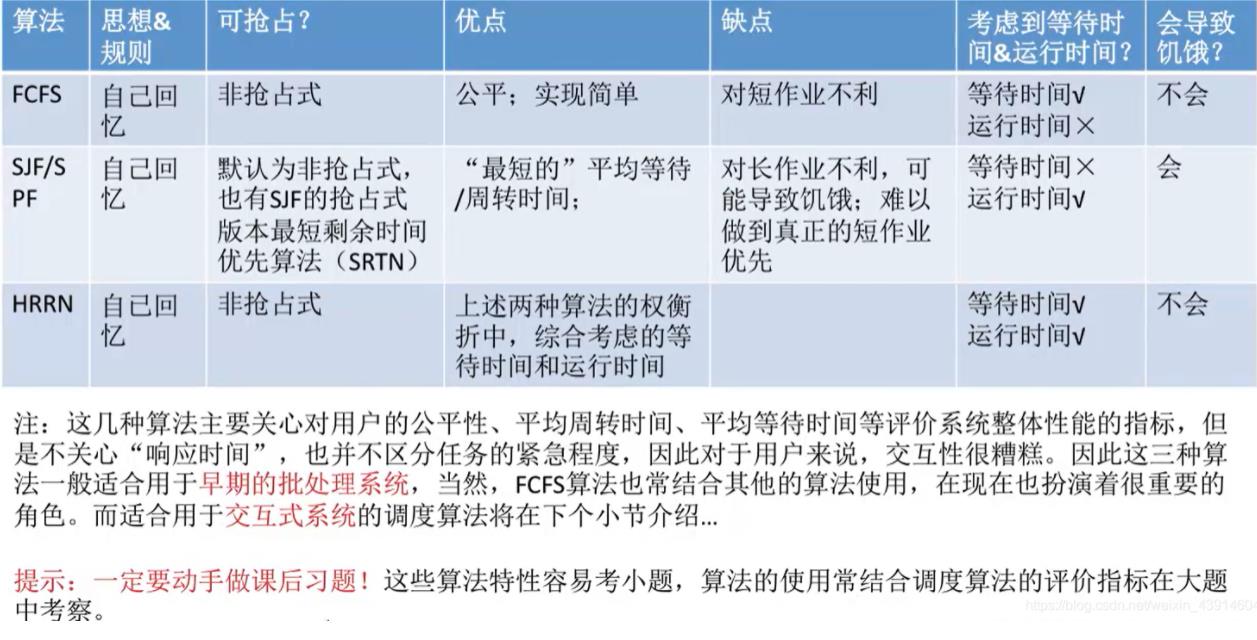 算法 思想& 可抢占？ 优点 缺点 考虑到等待时 会导致
规则 间&运行时间？ 饥饿？
FCFS 自己回 非抢占式 公平；实现简单 对短作业不利 等待时间√ 不会
忆 运行时间×
SJF/S 自己回 默认为非抢占式， “最短的”平均等待 对长作业不利，可 等待时间× 会
PF 忆 也有SJF的抢占式 /周转时间； 能导致饥饿；难以 运行时间√
版本最短剩余时间 做到真正的短作业
优先算法（SRTN） 优先
HRRN 自己回 非抢占式 上述两种算法的权衡 等待时间√ 不会
忆 折中，综合考虑的等 运行时间√
待时间和运行时间
注：这几种算法主要关心对用户的公平性、平均周转时间、平均等待时间等评价系统整体性能的指标，但
是不关心“响应时间”，也并不区分任务的紧急程度，因此对于用户来说，交互性很糟糕。因此这三种算
法一般适合用于早期的批处理系统，当然，FCFS算法也常结合其他的算法使用，在现在也扮演着很重要的
角色。而适合用于交互式系统的调度算法将在下个小节介绍...
提示：一定要动手做课后习题！这些算法特性容易考小题，算法的使用常结合调度算法的评价指标在大题
中考察。
https://blog.csdn.net/weixin_43914604